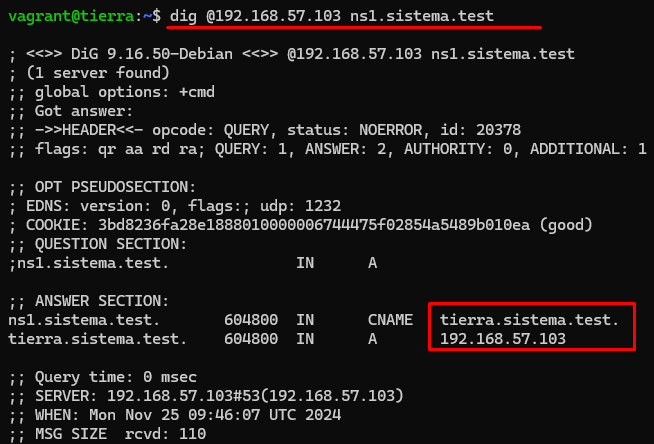 vagrant@tierra:~$ dig @192.168.57.103 ns1.sistema.test
; <<>> DiG 9.16.50-Debian <<>> @192.168.57.103 ns1.sistema.test
; (1 server found)
;; global options: +cmd
;; Got answer:
;; ->>HEADER<<- opcode: QUERY, status: NOERROR, id: 20378
;; flags: qr aa rd ra; QUERY: 1, ANSWER: 2, AUTHORITY: 0, ADDITIONAL: 1
;; OPT PSEUDOSECTION:
; EDNS: version: 0, flags:; udp: 1232
; COOKIE: 3bd8236fa28e1888010000006744475f02854a5489b010ea (good)
;; QUESTION SECTION:
;ns1.sistema.test. IN A
;; ANSWER SECTION:
ns1.sistema.test. 604800 IN CNAME tierra.sistema.test.
tierra.sistema.test. 604800 IN A 192.168.57.103
;; Query time: 0 msec
;; SERVER: 192.168.57.103#53(192.168.57.103)
;; WHEN: Mon Nov 25 09:46:07 UTC 2024
;; MSG SIZE rcvd: 110